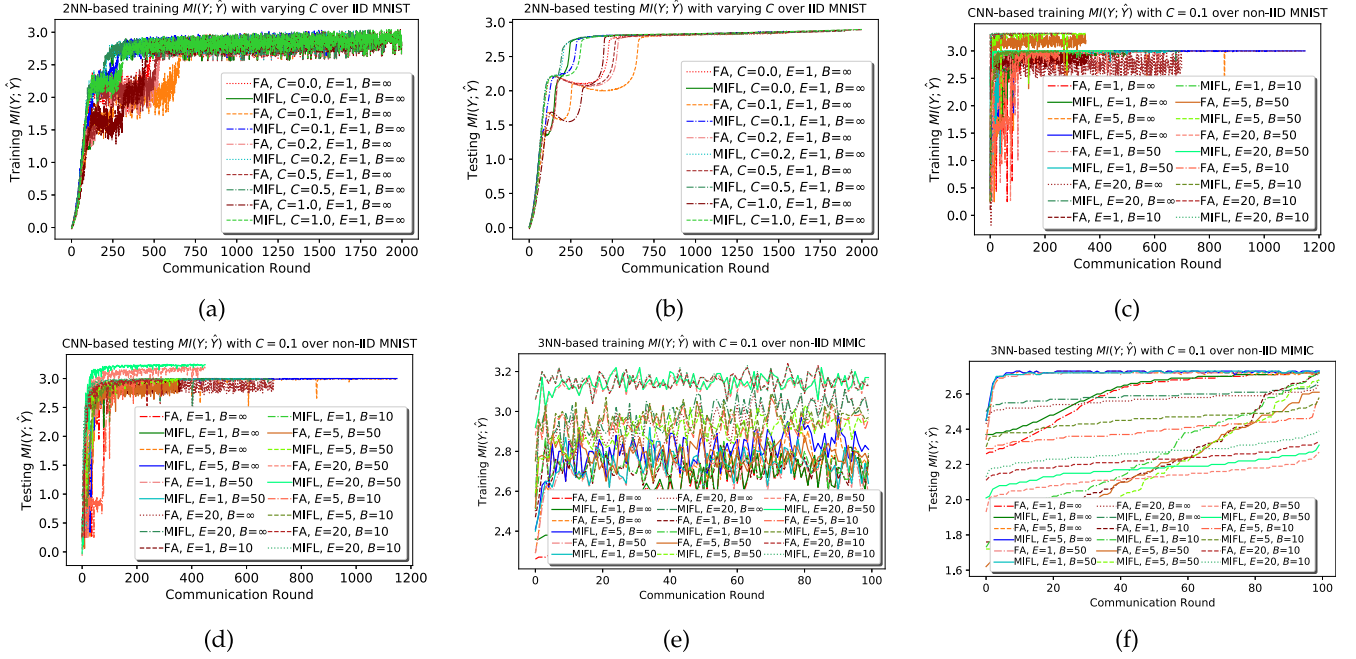 2NN-based training MI(Y; Ŷ) with varying C over IID MNIST
Training MI(Y; Ŷ)
3.0
2.5
2.0
1.5
1.0
0.5
0.0
FA, C=0.0, E=1, B=∞
MIFL, C=0.0, E=1, B=∞
FA, C=0.1, E=1, B=∞
MIFL, C=0.1, E=1, B=∞
FA, C=0.2, E=1, B=∞
MIFL, C=0.2, E=1, B=∞
FA, C=0.5, E=1, B=∞
MIFL, C=0.5, E=1, B=∞
FA, C=1.0, E=1, B=∞
MIFL, C=1.0, E=1, B=∞
0 250 500 750 1000 1250 1500 1750 2000
Communication Round
(a)
2NN-based testing MI(Y; Ŷ) with varying C over IID MNIST
Testing MI(Y; Ŷ)
3.0
2.5
2.0
1.5
1.0
0.5
0.0
FA, C=0.0, E=1, B=∞
MIFL, C=0.0, E=1, B=∞
FA, C=0.1, E=1, B=∞
MIFL, C=0.1, E=1, B=∞
FA, C=0.2, E=1, B=∞
MIFL, C=0.2, E=1, B=∞
FA, C=0.5, E=1, B=∞
MIFL, C=0.5, E=1, B=∞
FA, C=1.0, E=1, B=∞
MIFL, C=1.0, E=1, B=∞
0 250 500 750 1000 1250 1500 1750 2000
Communication Round
(b)
CNN-based training MI(Y; Ŷ) with C = 0.1 over non-IID MNIST
Training MI(Y; Ŷ)
3.0
2.5
2.0
1.5
1.0
0.5
0.0
FA, E=1, B=∞ MIFL, E=1, B=10
MIFL, E=1, B=∞ FA, E=5, B=50
FA, E=5, B=∞ MIFL, E=5, B=50
MIFL, E=5, B=∞ FA, E=20, B=50
FA, E=1, B=50 MIFL, E=20, B=50
MIFL, E=1, B=50 FA, E=5, B=10
FA, E=20, B=∞ MIFL, E=5, B=10
MIFL, E=20, B=∞ FA, E=20, B=10
FA, E=1, B=10 MIFL, E=20, B=10
0 200 400 600 800 1000 1200
Communication Round
(c)
CNN-based testing MI(Y; Ŷ) with C = 0.1 over non-IID MNIST
Testing MI(Y; Ŷ)
3.0
2.5
2.0
1.5
1.0
0.5
0.0
FA, E=1, B=∞ MIFL, E=1, B=10
MIFL, E=1, B=∞ FA, E=5, B=50
FA, E=5, B=∞ MIFL, E=5, B=50
MIFL, E=5, B=∞ FA, E=20, B=50
FA, E=1, B=50 MIFL, E=20, B=50
MIFL, E=1, B=50 FA, E=5, B=10
FA, E=20, B=∞ MIFL, E=5, B=10
MIFL, E=20, B=∞ FA, E=20, B=10
FA, E=1, B=10 MIFL, E=20, B=10
0 200 400 600 800 1000 1200
Communication Round
(d)
3NN-based training MI(Y; Ŷ) with C = 0.1 over non-IID MIMIC
Training MI(Y; Ŷ)
3.2
3.0
2.8
2.6
2.4
FA, E=1, B=∞ FA, E=20, B=∞ FA, E=20, B=50
MIFL, E=1, B=∞ MIFL, E=20, B=∞ MIFL, E=20, B=50
FA, E=5, B=∞ FA, E=1, B=10 FA, E=5, B=10
MIFL, E=5, B=∞ MIFL, E=1, B=10 MIFL, E=5, B=10
FA, E=1, B=50 FA, E=5, B=50 FA, E=20, B=10
MIFL, E=1, B=50 MIFL, E=5, B=50 MIFL, E=20, B=10
0 20 40 60 80 100
Communication Round
(e)
3NN-based testing MI(Y; Ŷ) with C = 0.1 over non-IID MIMIC
Testing MI(Y; Ŷ)
2.6
2.4
2.2
2.0
1.8
1.6
FA, E=1, B=∞ FA, E=20, B=∞ FA, E=20, B=50
MIFL, E=1, B=∞ MIFL, E=20, B=∞ MIFL, E=20, B=50
FA, E=5, B=∞ FA, E=1, B=10 FA, E=5, B=10
MIFL, E=5, B=∞ MIFL, E=1, B=10 MIFL, E=5, B=10
FA, E=1, B=50 FA, E=5, B=50 FA, E=20, B=10
MIFL, E=1, B=50 MIFL, E=5, B=50 MIFL, E=20, B=10
0 20 40 60 80 100
Communication Round
(f)